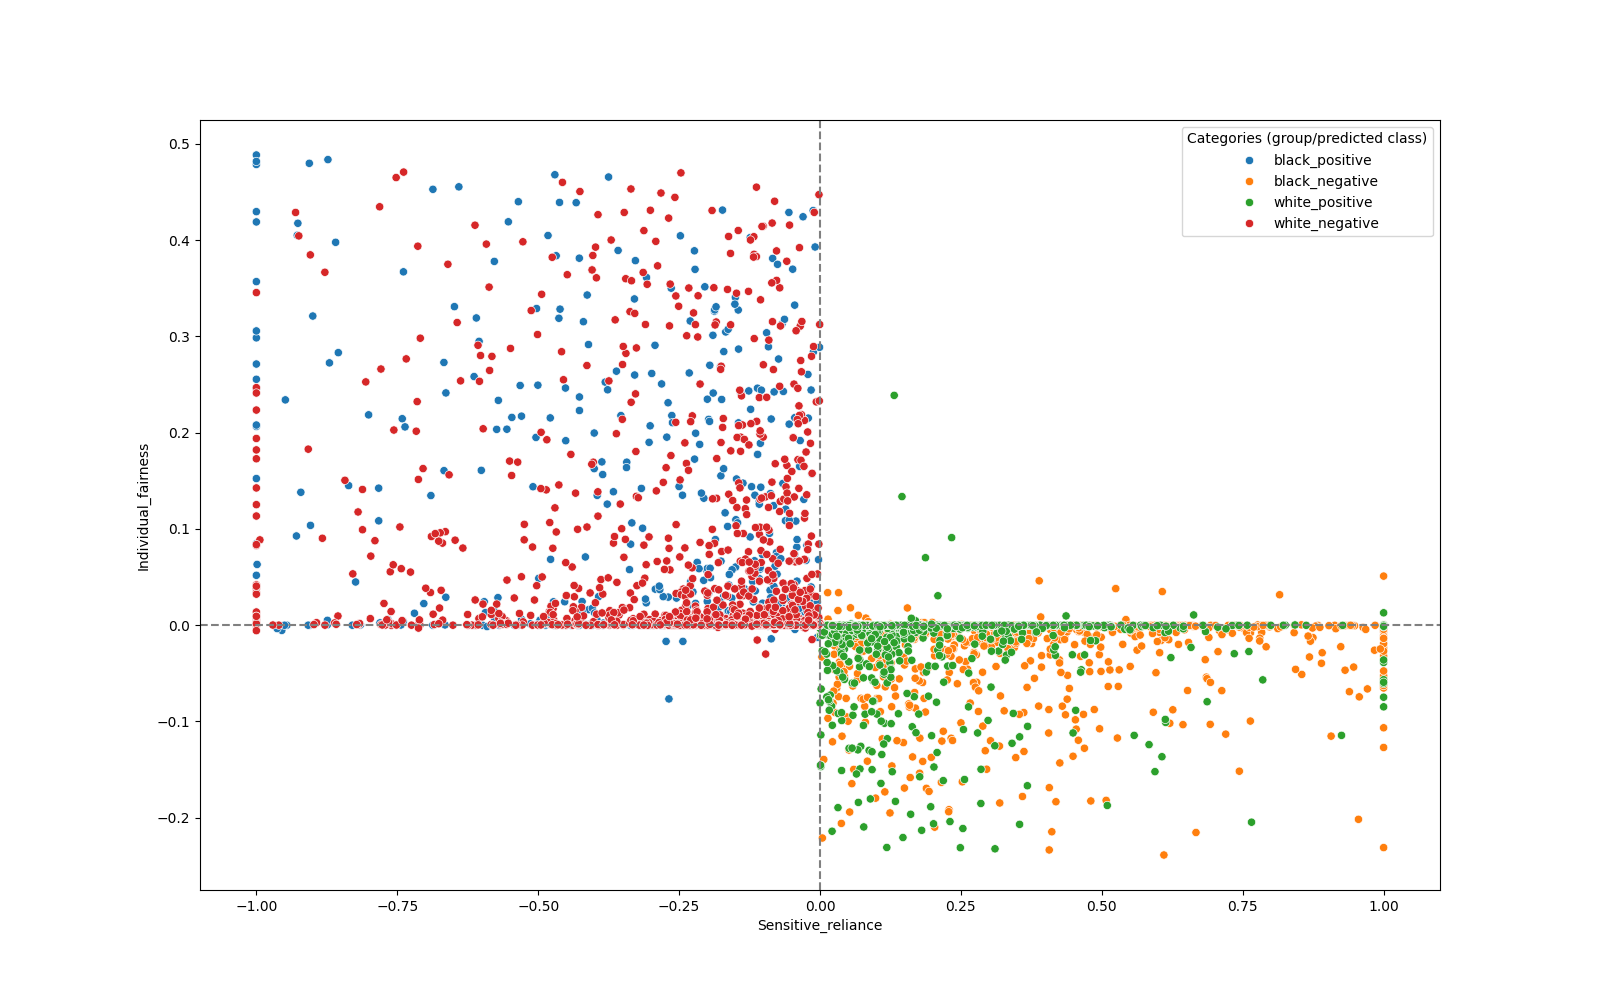 Categories (group/predicted class)
black_positive
black_negative
white_positive
white_negative
0.5
0.4
0.3
0.2
0.1
0.0
−0.1
−0.2
Individual_fairness
−1.00
−0.75
−0.50
−0.25
0.00
0.25
0.50
0.75
1.00
Sensitive_reliance